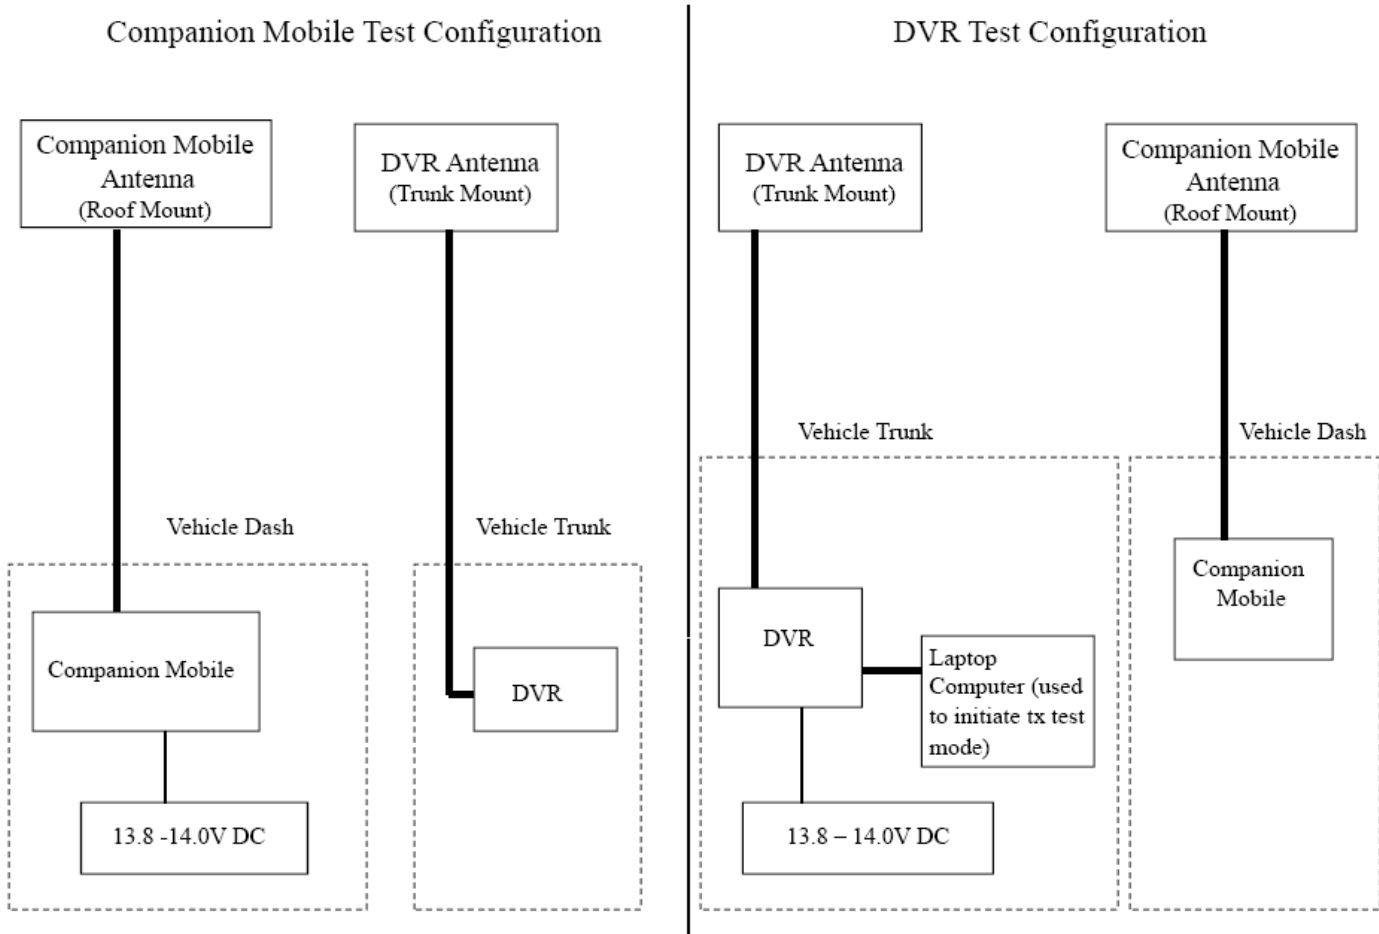 Companion Mobile Test Configuration
Companion Mobile
Antenna
(Roof Mount)
DVR Antenna
(Trunk Mount)
Vehicle Dash
Vehicle Trunk
Companion Mobile
DVR
13.8 -14.0V DC
DVR Test Configuration
DVR Antenna
(Trunk Mount)
Companion Mobile
Antenna
(Roof Mount)
Vehicle Trunk
Vehicle Dash
DVR
Laptop
Computer (used
to initiate tx test
mode)
Companion
Mobile
13.8 – 14.0V DC